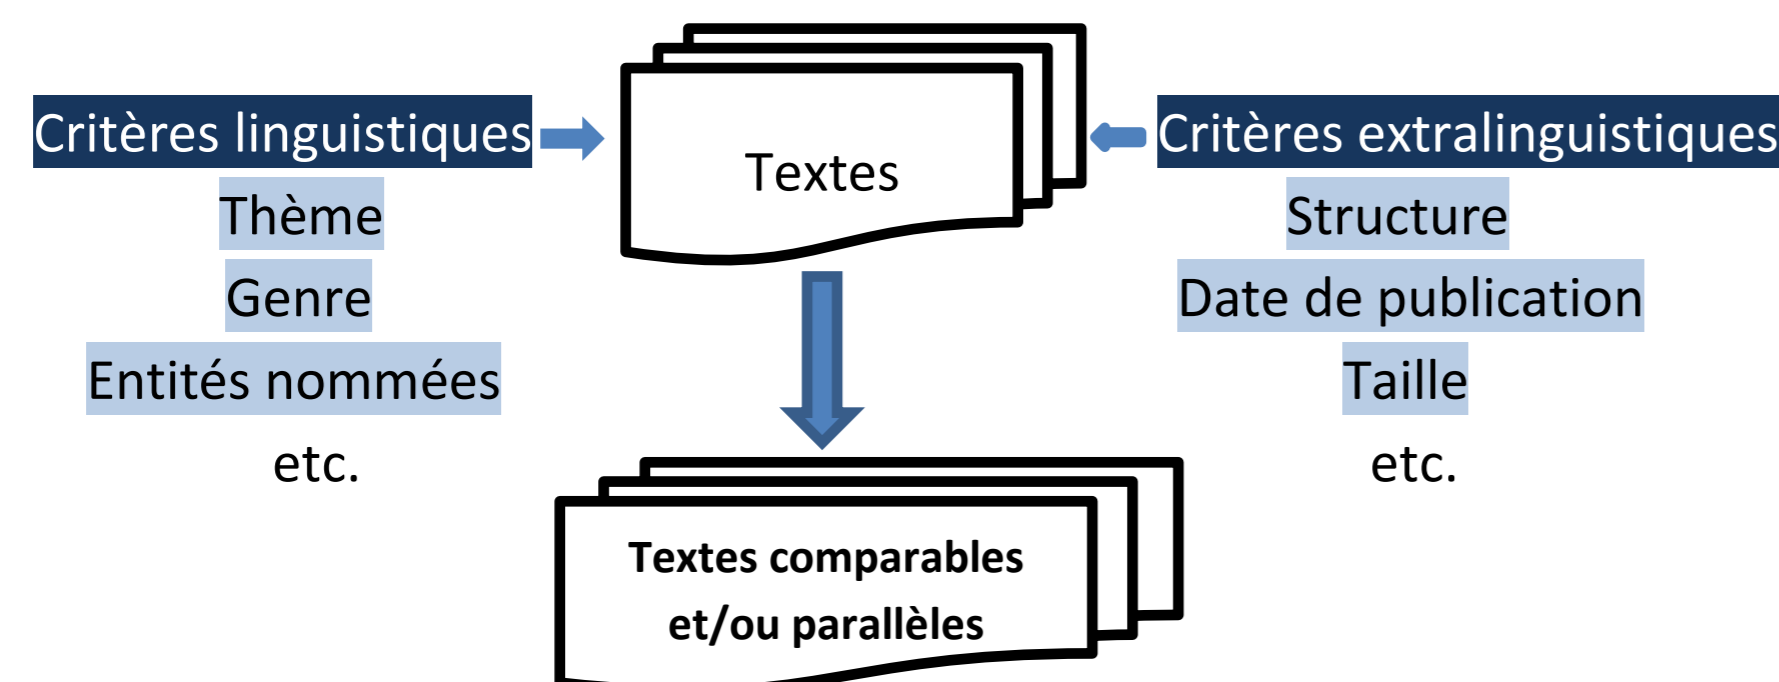 Critères linguistiques
Thème
Genre
Entités nommées
etc.
Textes
Critères extralinguistiques
Structure
Date de publication
Taille
etc.
Textes comparables
et/ou parallèles